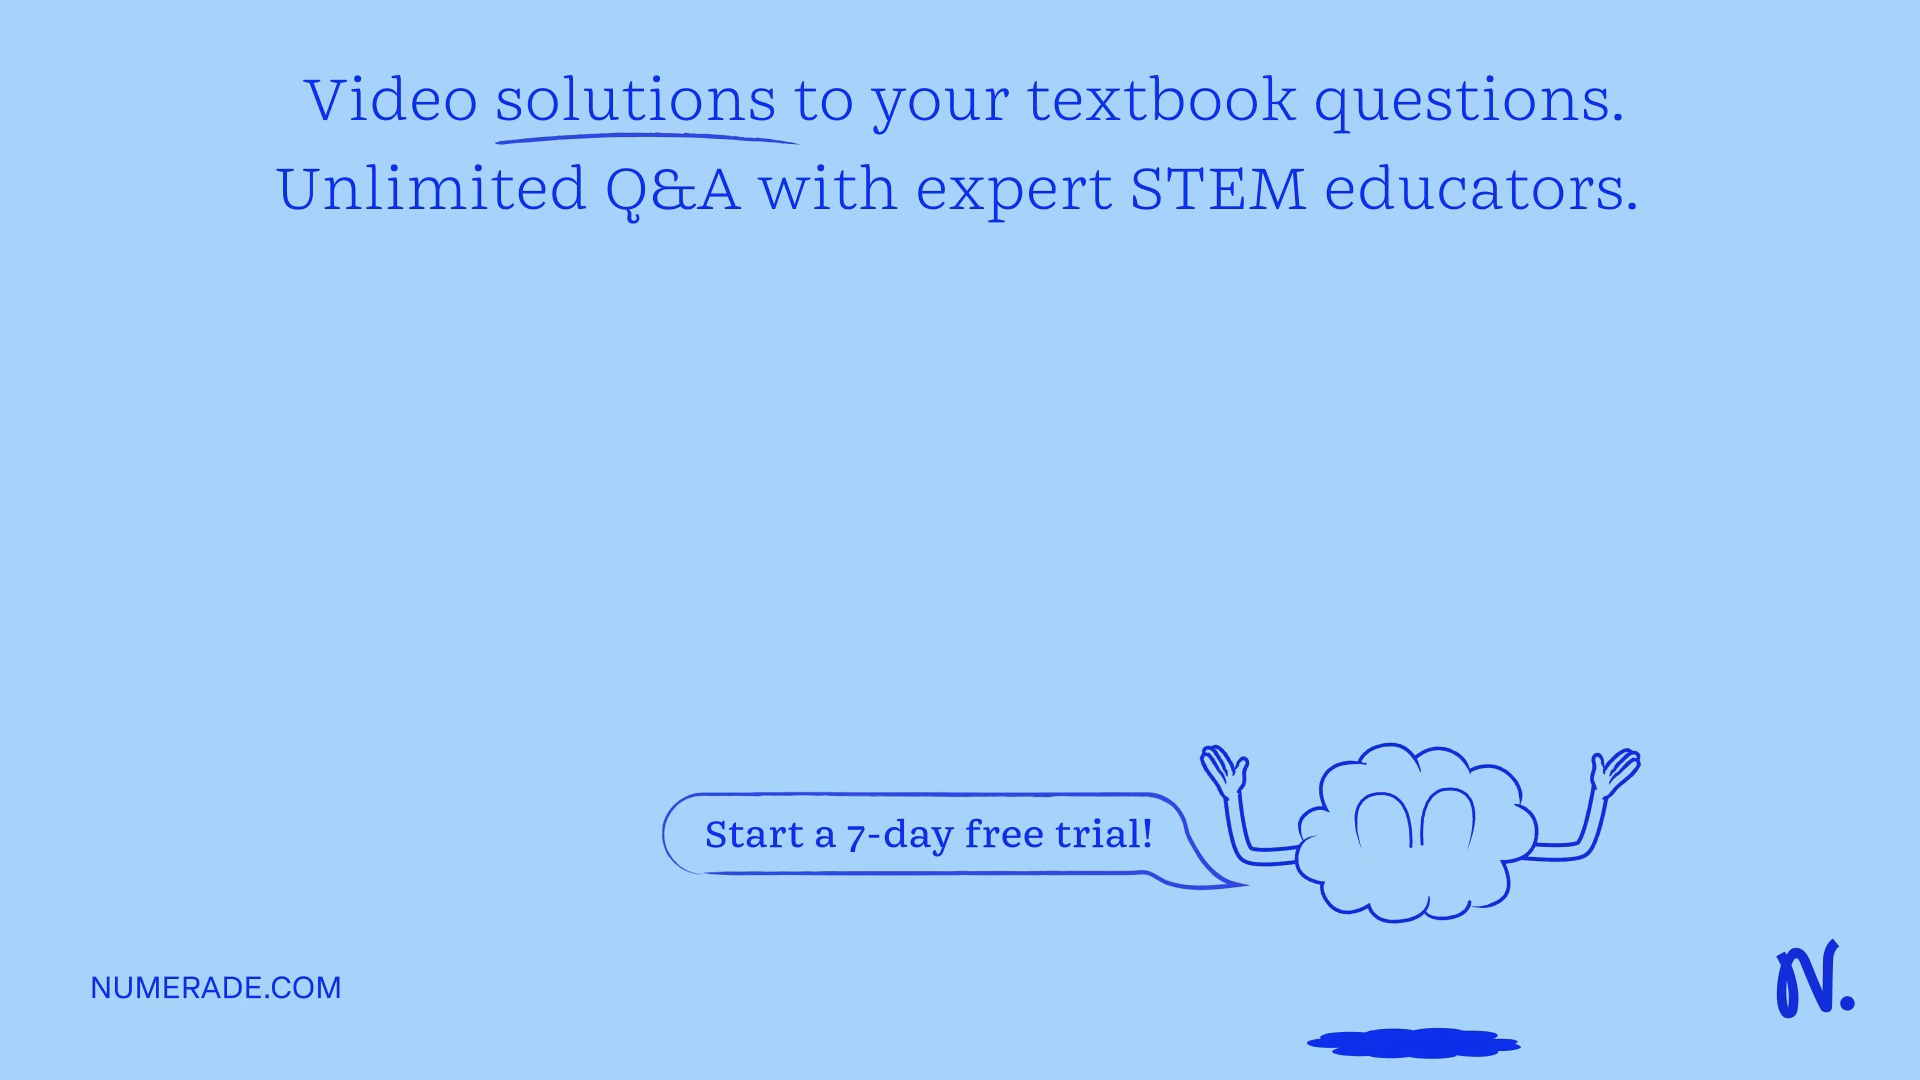 Video solutions to your textbook questions.
Unlimited Q&A with expert STEM educators.
Start a 7-day free trial!
NUMERADE.COM
N.